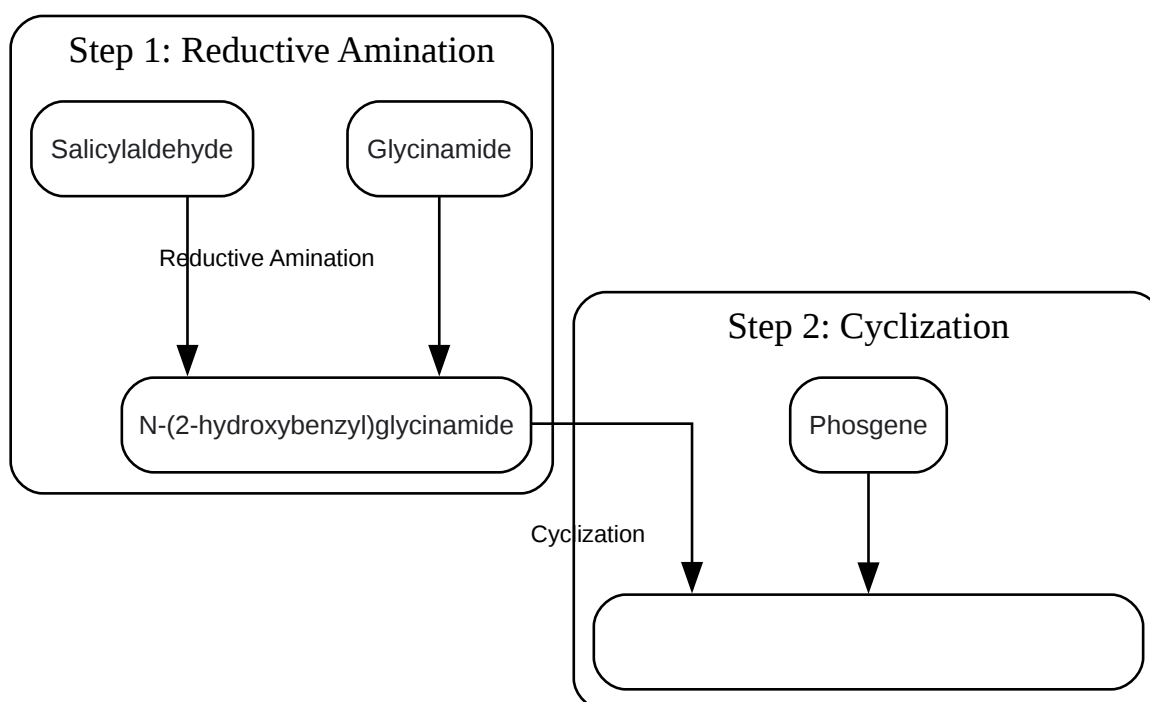 Step 1: Reductive Amination
Salicylaldehyde
Glycinamide
Reductive Amination
N-(2-hydroxybenzyl)glycinamide
Step 2: Cyclization
Phosgene
Cyclization